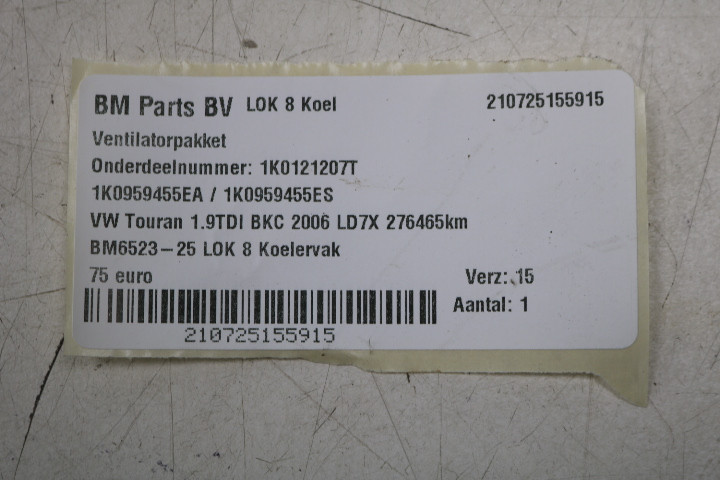 BM Parts BV LOK 8 Koel 210725155915
Ventilatorpakket
Onderdeelnummer: 1K0121207T
1K0959455EA / 1K0959455ES
VW Touran 1.9TDI BKC 2006 LD7X 276465km
BM6523-25 LOK 8 Koelervak
75 euro Verz: 15
Aantal: 1
210725155915